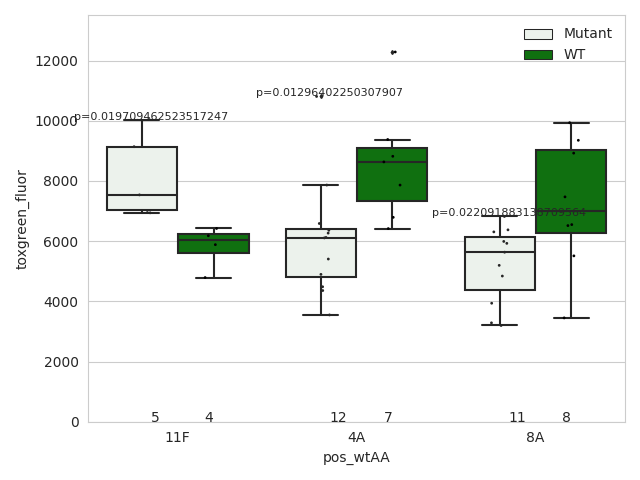 Mutant
WT
toxgreen_fluor
12000
10000
8000
6000
4000
2000
0
p=0.019709462523517247
p=0.01296402250307907
p=0.022091883130709564
5 4 12 7 11 8
11F 4A 8A
pos_wtAA